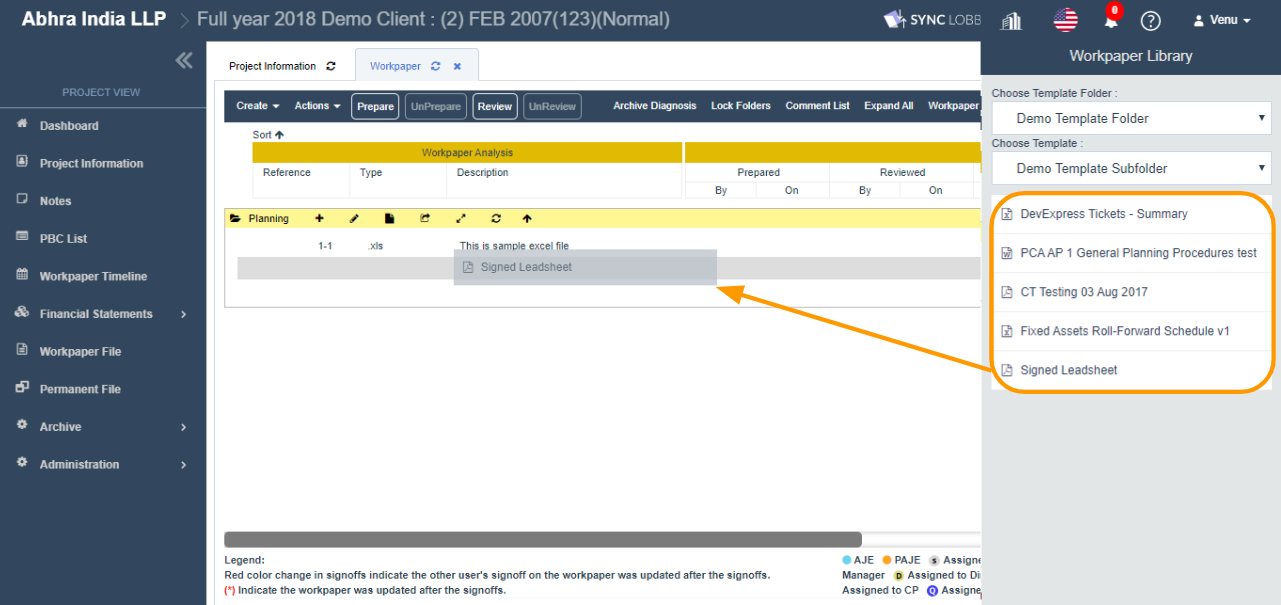 Abhra India LLP > Full year 2018 Demo Client : (2) FEB 2007(123)(Normal)
SYNC LOBB
0
Venu
PROJECT VIEW
Dashboard
Project Information
Notes
PBC List
Workpaper Timeline
Financial Statements
Workpaper File
Permanent File
Archive
Administration
Project Information
Workpaper
Create Actions Prepare UnPrepare Review UnReview Archive Diagnosis Lock Folders Comment List Expand All Workpaper
Sort
Workpaper Analysis
Reference Type Description Prepared Reviewed
By On By On
Planning
1-1 .xls This is sample excel file
Signed Leadsheet
Legend:
Red color change in signoffs indicate the other user's signoff on the workpaper was updated after the signoffs.
(*) Indicate the workpaper was updated after the signoffs.
AJE PAJE S Assigne
Manager D Assigned to Di
Assigned to CP Q Assigne
Workpaper Library
Choose Template Folder :
Demo Template Folder
Choose Template :
Demo Template Subfolder
DevExpress Tickets - Summary
PCA AP 1 General Planning Procedures test
CT Testing 03 Aug 2017
Fixed Assets Roll-Forward Schedule v1
Signed Leadsheet